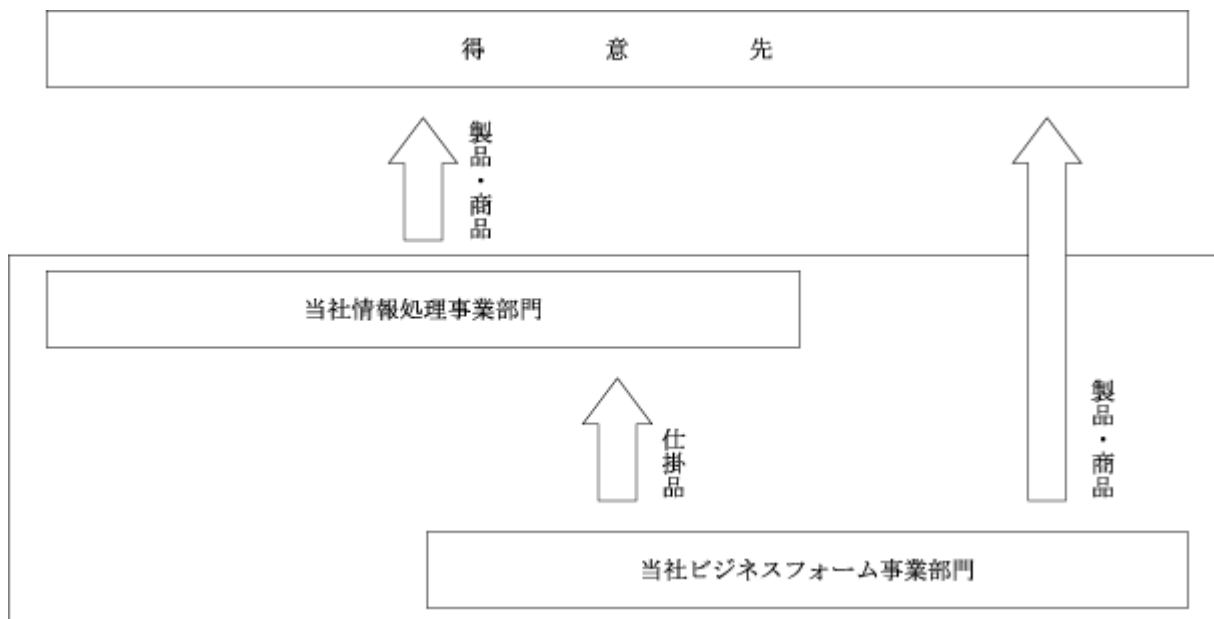 得意先
製品・商品
当社情報処理事業部門
仕掛品
製品・商品
当社ビジネスフォーム事業部門